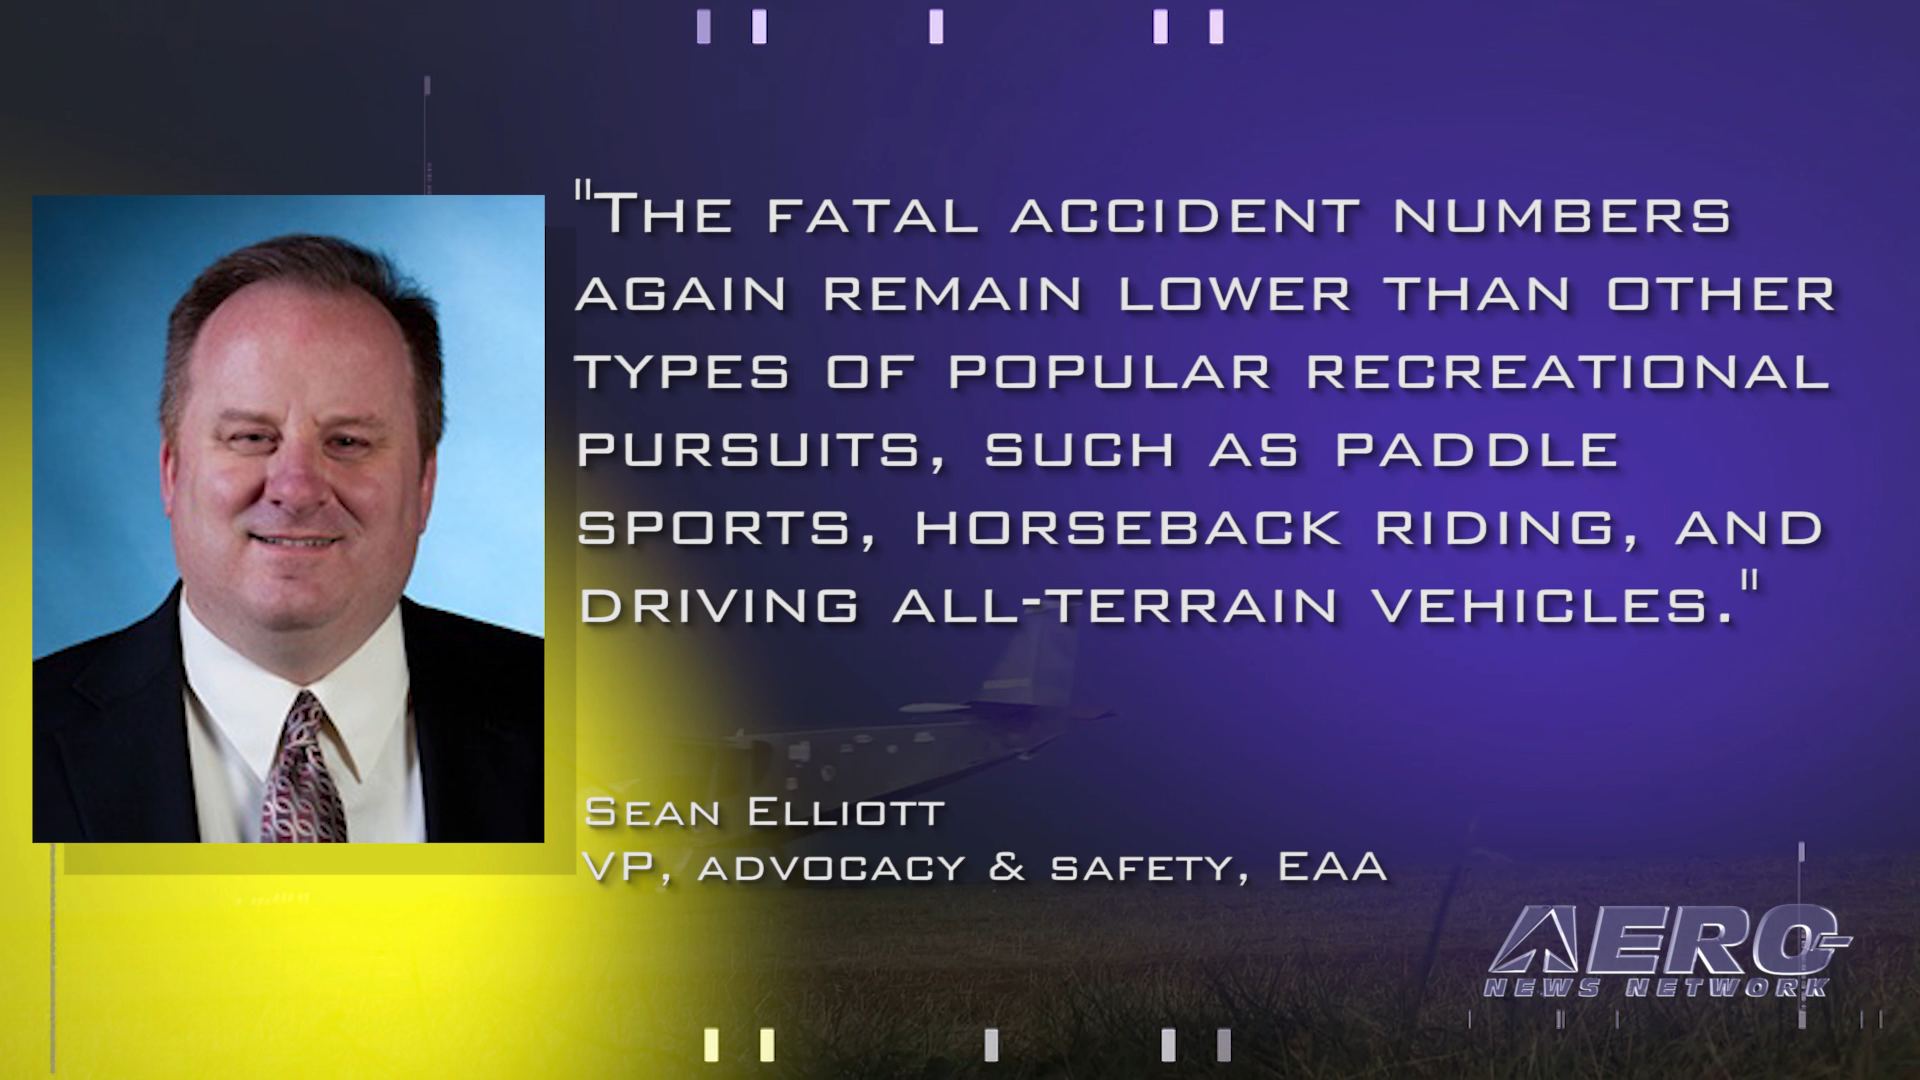 "The fatal accident numbers
again remain lower than other
types of popular recreational
pursuits, such as paddle
sports, horseback riding, and
driving all-terrain vehicles."
Sean Elliott
VP, advocacy & safety, EAA
AERO-
NEWS NETWORK